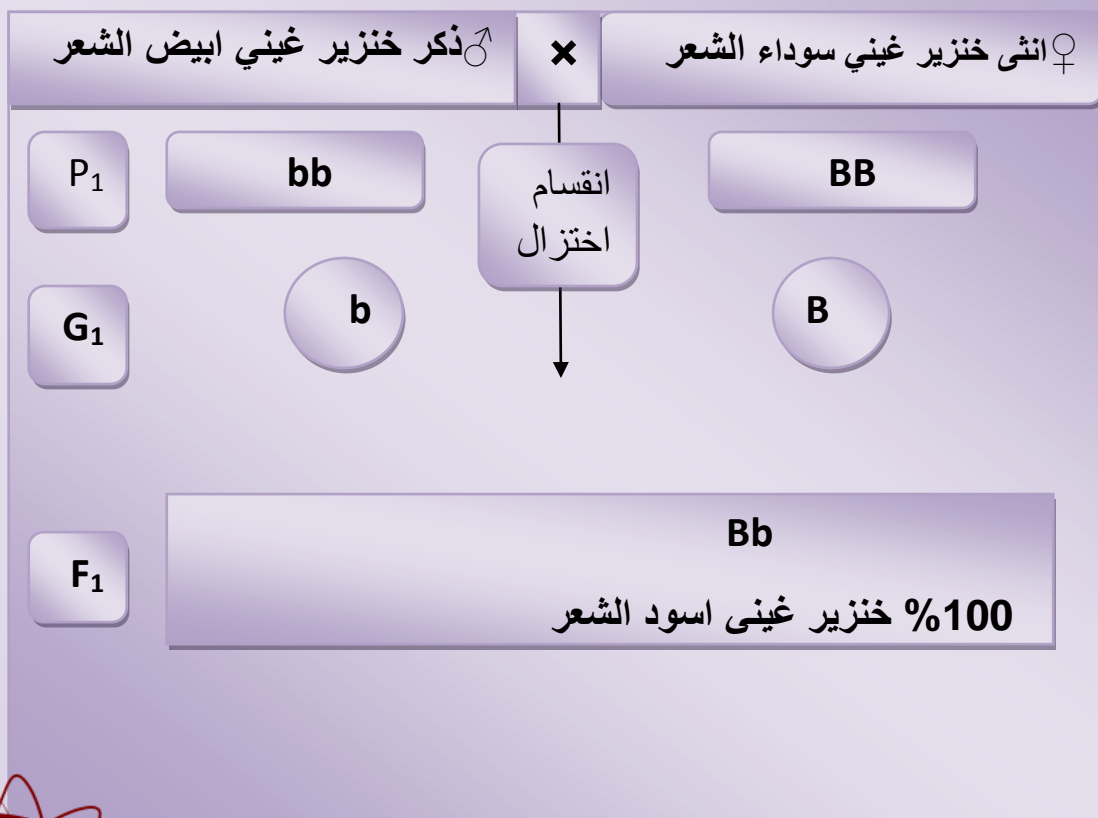 ♀انثى خنزير غيني سوداء الشعر
×
♂ذكر خنزير غيني ابيض الشعر
P₁
bb
انقسام
اختزال
BB
G₁
b
B
F₁
Bb
100% خنزير غينى اسود الشعر